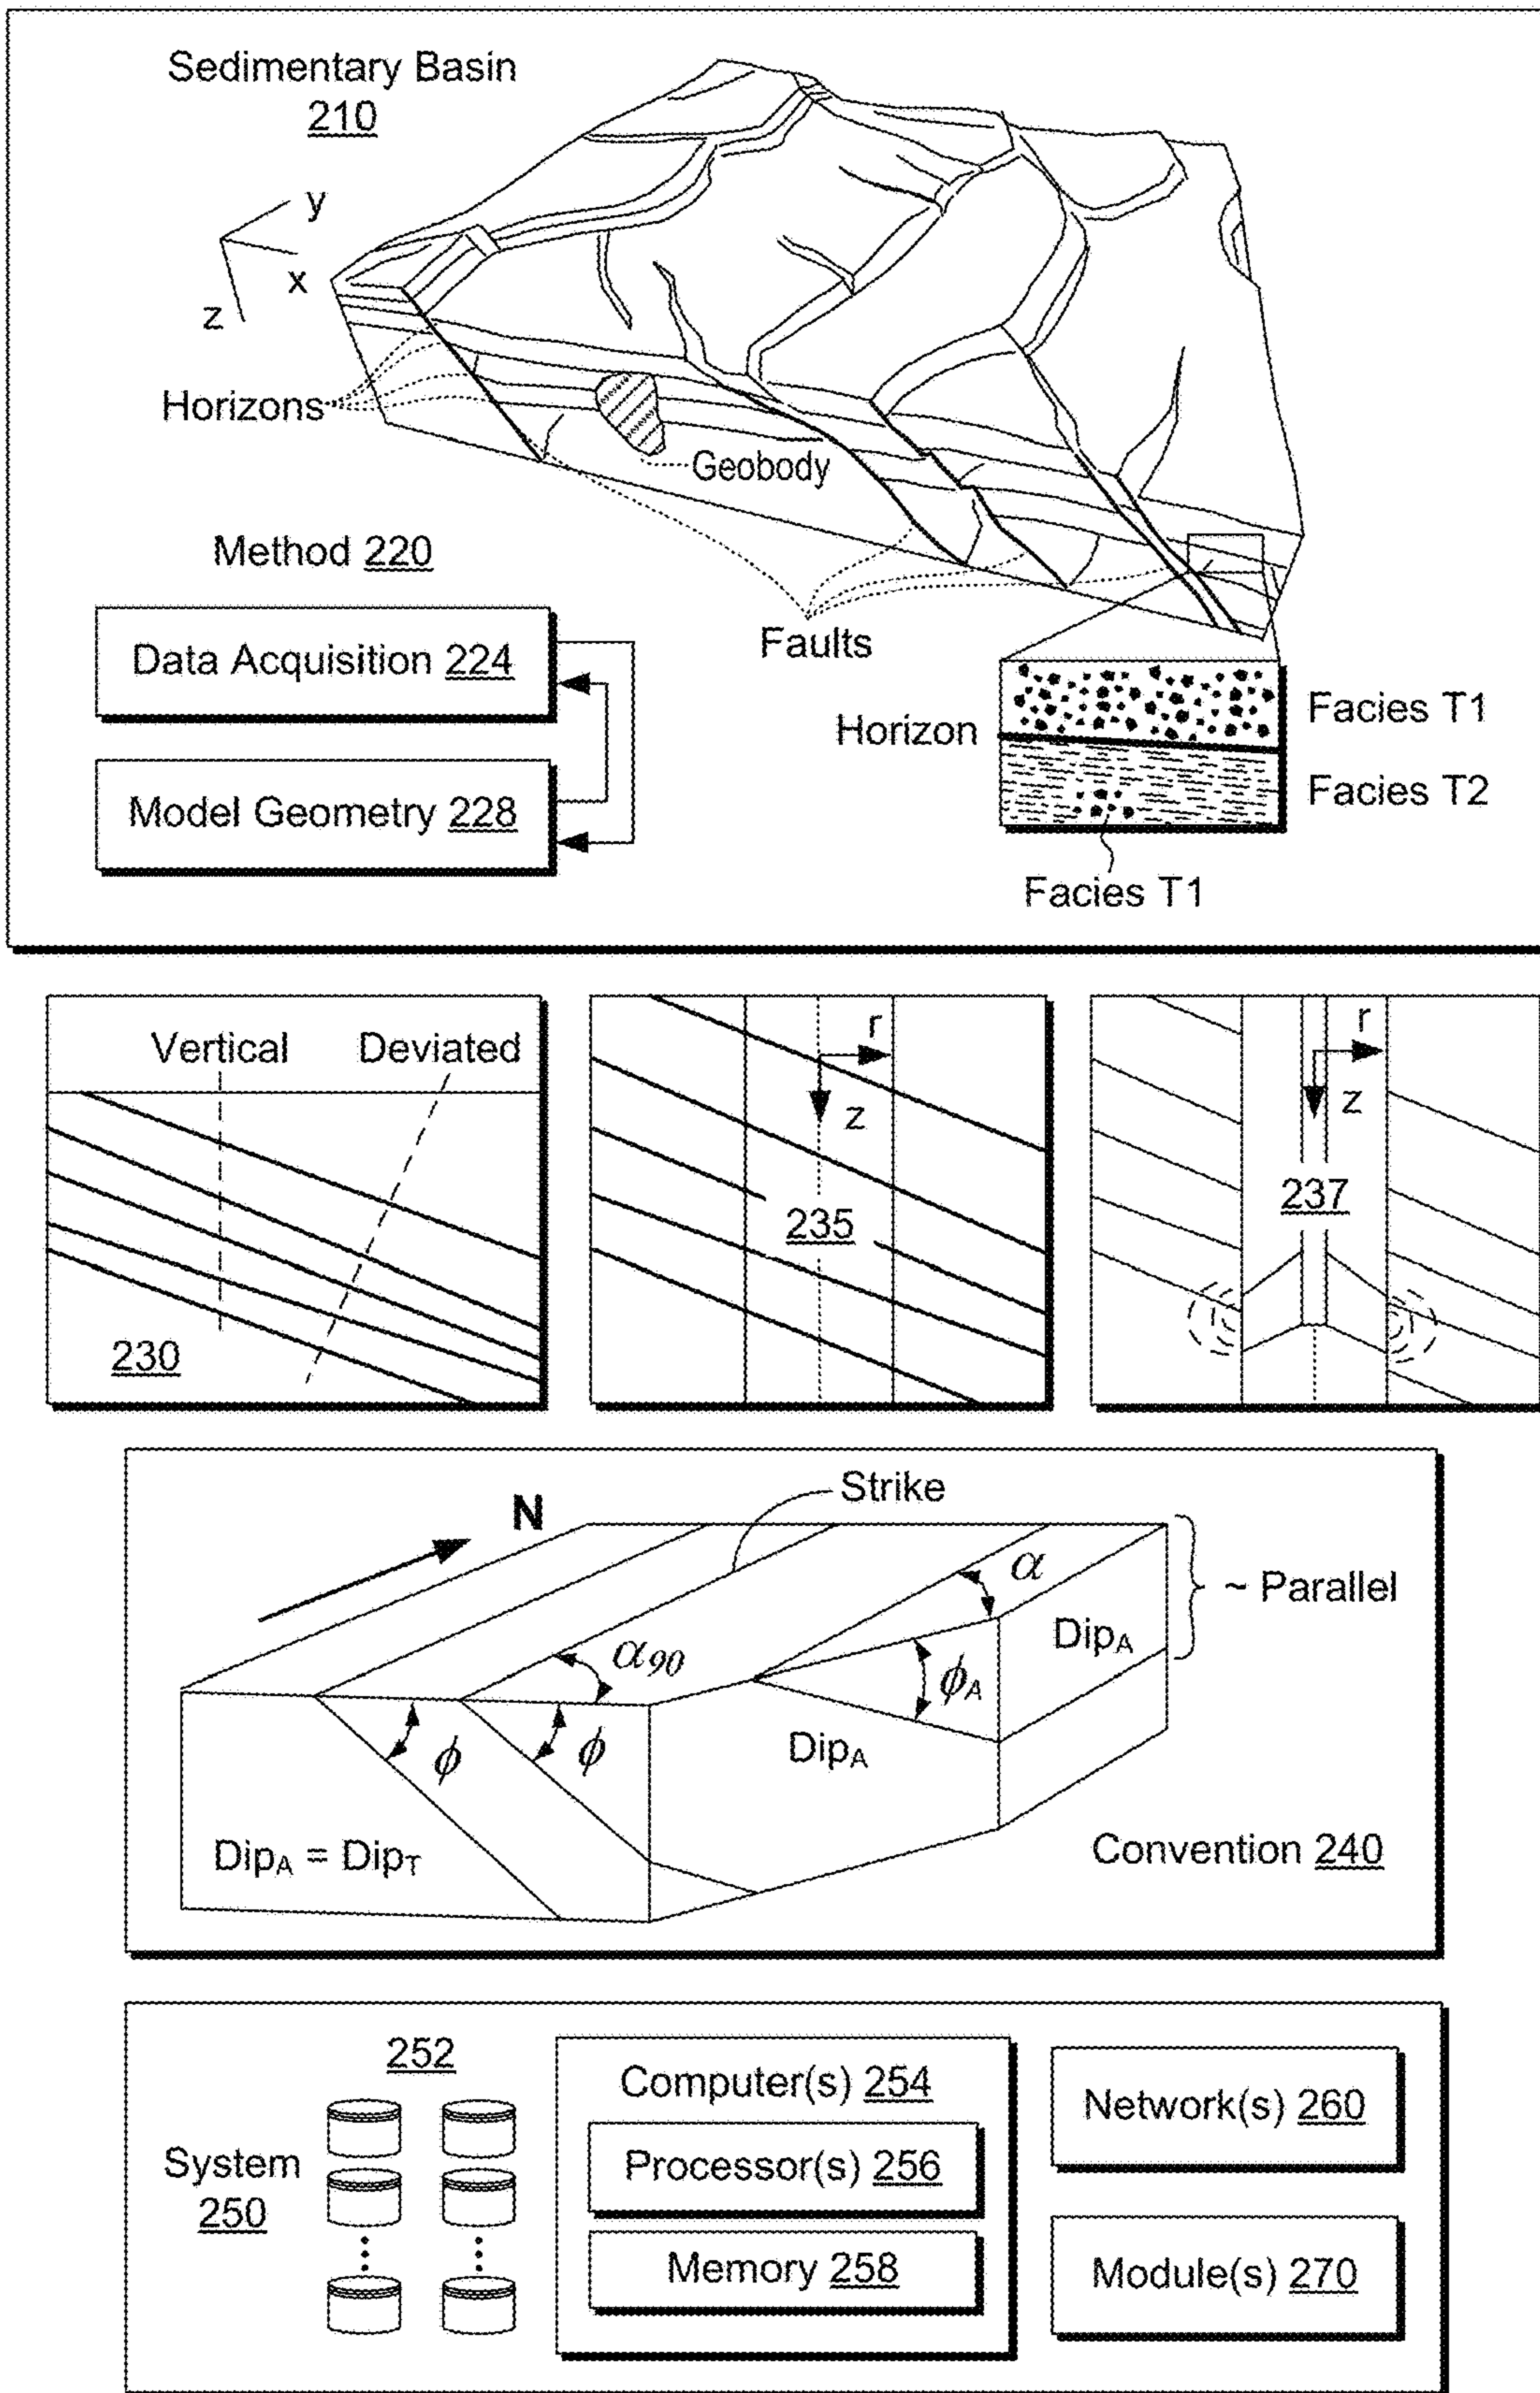 Sedimentary Basin
210
y
x
z
Horizons
Geobody
Method 220
Faults
Data Acquisition 224
Model Geometry 228
Horizon
Facies T1
Facies T2
Facies T1
Vertical
Deviated
230
r
z
235
r
z
237
N
Strike
α
~ Parallel
α90
DipA
ϕA
ϕ
ϕ
DipA
DipA = DipT
Convention 240
252
System
250
Computer(s) 254
Processor(s) 256
Memory 258
Network(s) 260
Module(s) 270